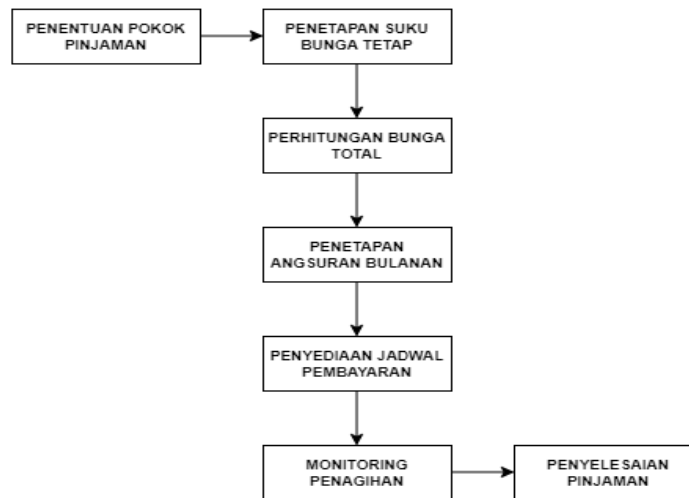 PENENTUAN POKOK
PINJAMAN
PENETAPAN SUKU
BUNGA TETAP
PERHITUNGAN BUNGA
TOTAL
PENETAPAN
ANGSURAN BULANAN
PENYEDIAAN JADWAL
PEMBAYARAN
MONITORING
PENAGIHAN
PENYELESAIAN
PINJAMAN